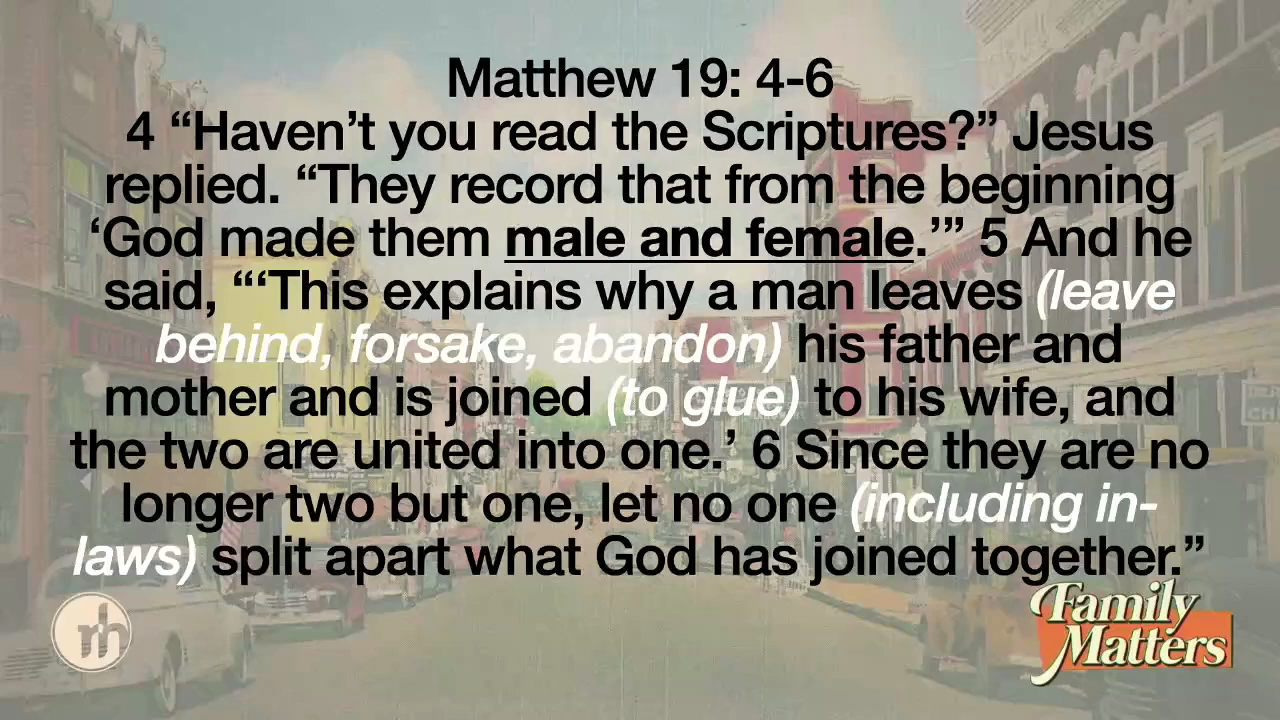 Matthew 19: 4-6
4 “Haven’t you read the Scriptures?” Jesus
replied. “They record that from the beginning
‘God made them male and female.’” 5 And he
said, “‘This explains why a man leaves (leave
behind, forsake, abandon) his father and
mother and is joined (to glue) to his wife, and
the two are united into one.’ 6 Since they are no
longer two but one, let no one (including in-
laws) split apart what God has joined together.”
rh
Family
Matters